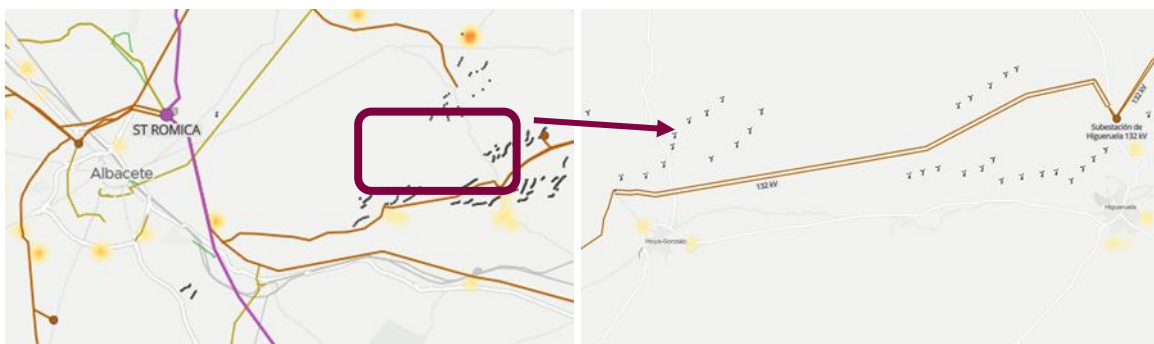 ST ROMICA
Albacete
132 kV
132 kV
Subestación de
Higueruela 132 kV
Hoya-Gonzalo
Higueruela